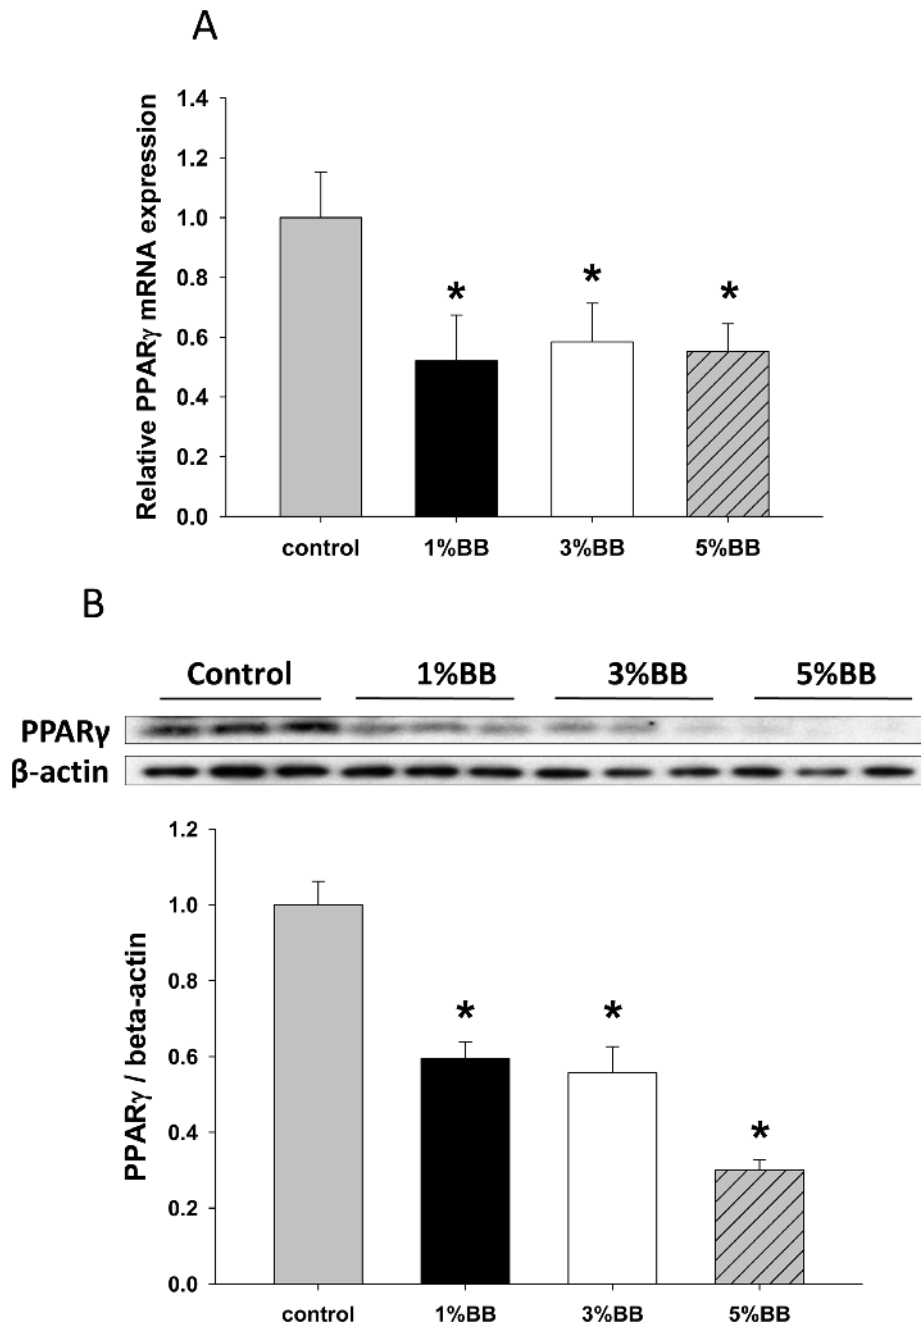 A
Relative PPARγ mRNA expression
1.4
1.2
1.0
0.8
0.6
0.4
0.2
0.0
*
*
*
control 1%BB 3%BB 5%BB
B
Control 1%BB 3%BB 5%BB
PPARγ
β-actin
PPARγ / beta-actin
1.2
1.0
0.8
0.6
0.4
0.2
0.0
*
*
*
control 1%BB 3%BB 5%BB